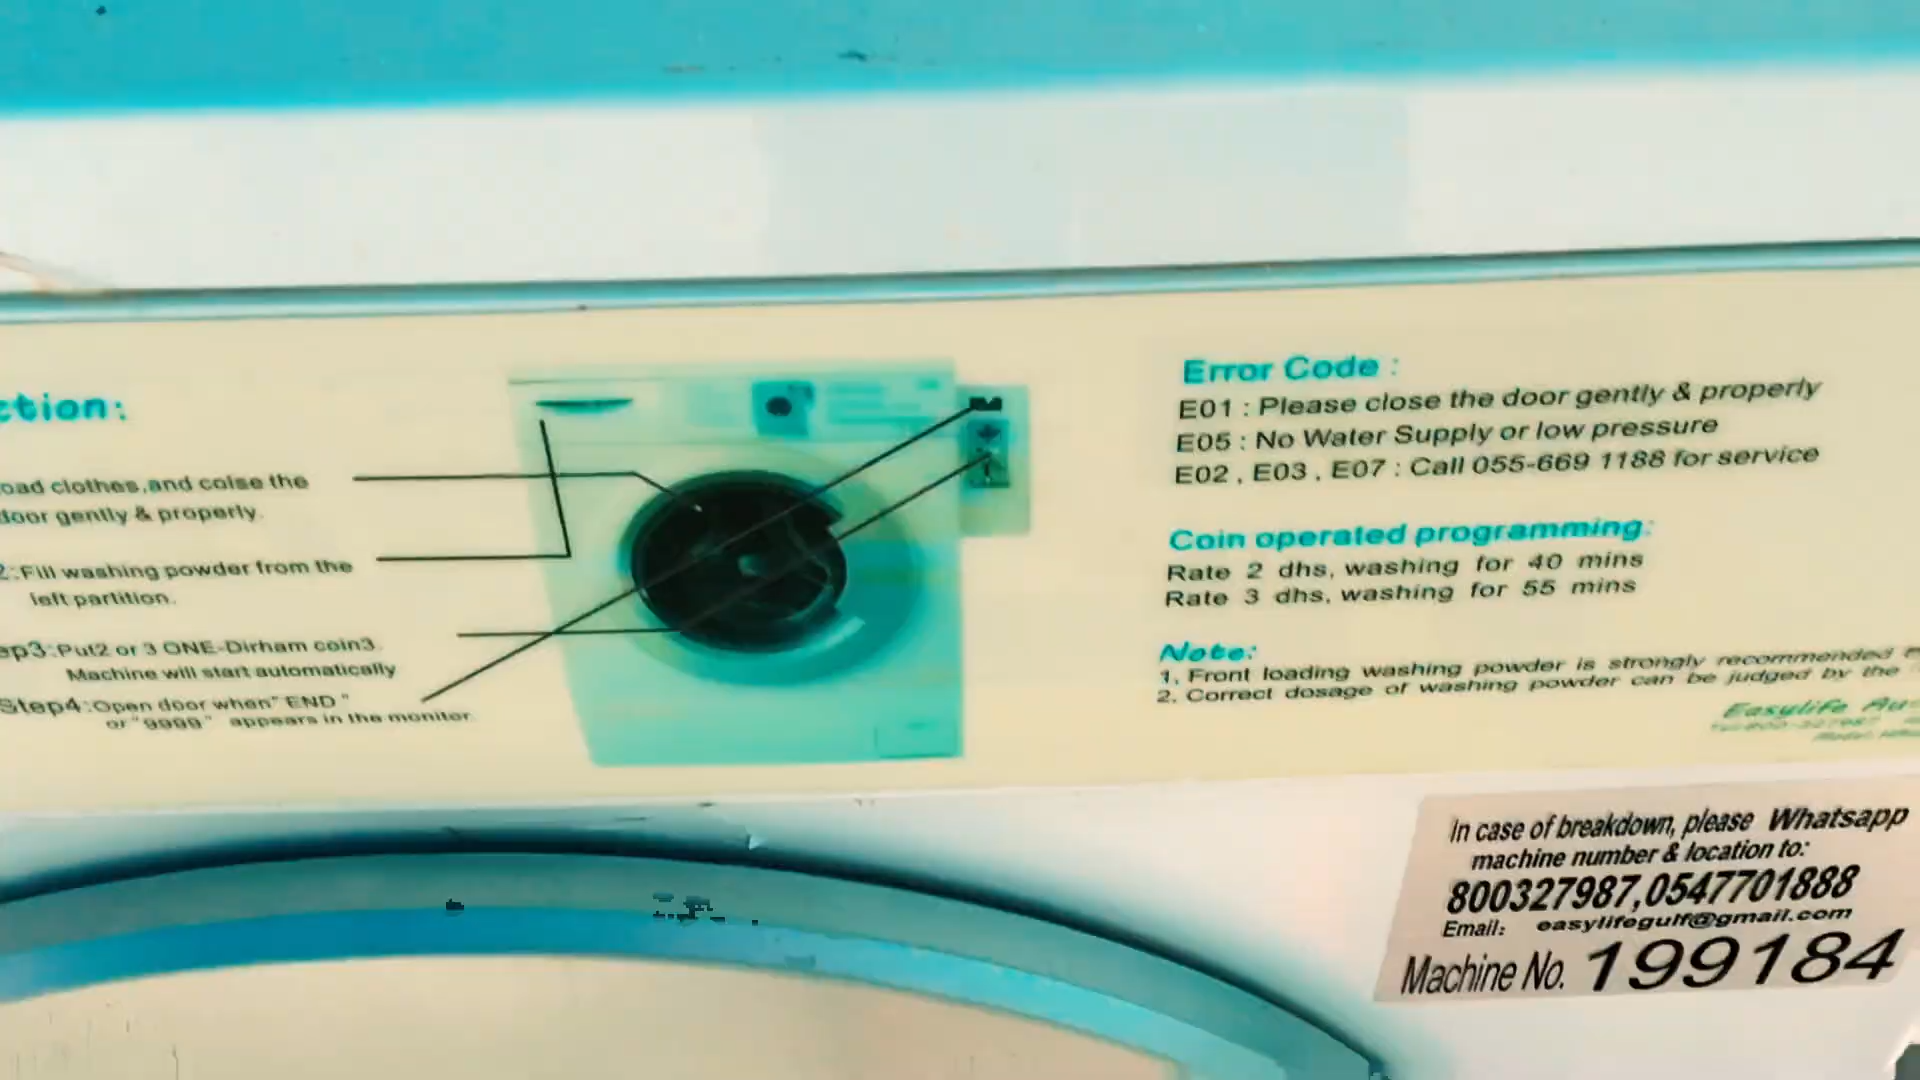 ction:
oad clothes,and colse the
door gently & properly.
2:Fill washing powder from the
left partition.
ep3:Put2 or 3 ONE-Dirham coin3.
Machine will start automatically
Step4:Open door when" END "
or" 9999 " appears in the monitor.
Error Code :
E01 : Please close the door gently & properly
E05 : No Water Supply or low pressure
E02 , E03 , E07 : Call 055-669 1188 for service
Coin operated programming:
Rate 2 dhs, washing for 40 mins
Rate 3 dhs, washing for 55 mins
Note:
1. Front loading washing powder is strongly recommended
2. Correct dosage of washing powder can be judged by the
Easylife Au
In case of breakdown, please Whatsapp
machine number & location to:
800327987,0547701888
Email: easylifegulf@gmail.com
Machine No. 199184